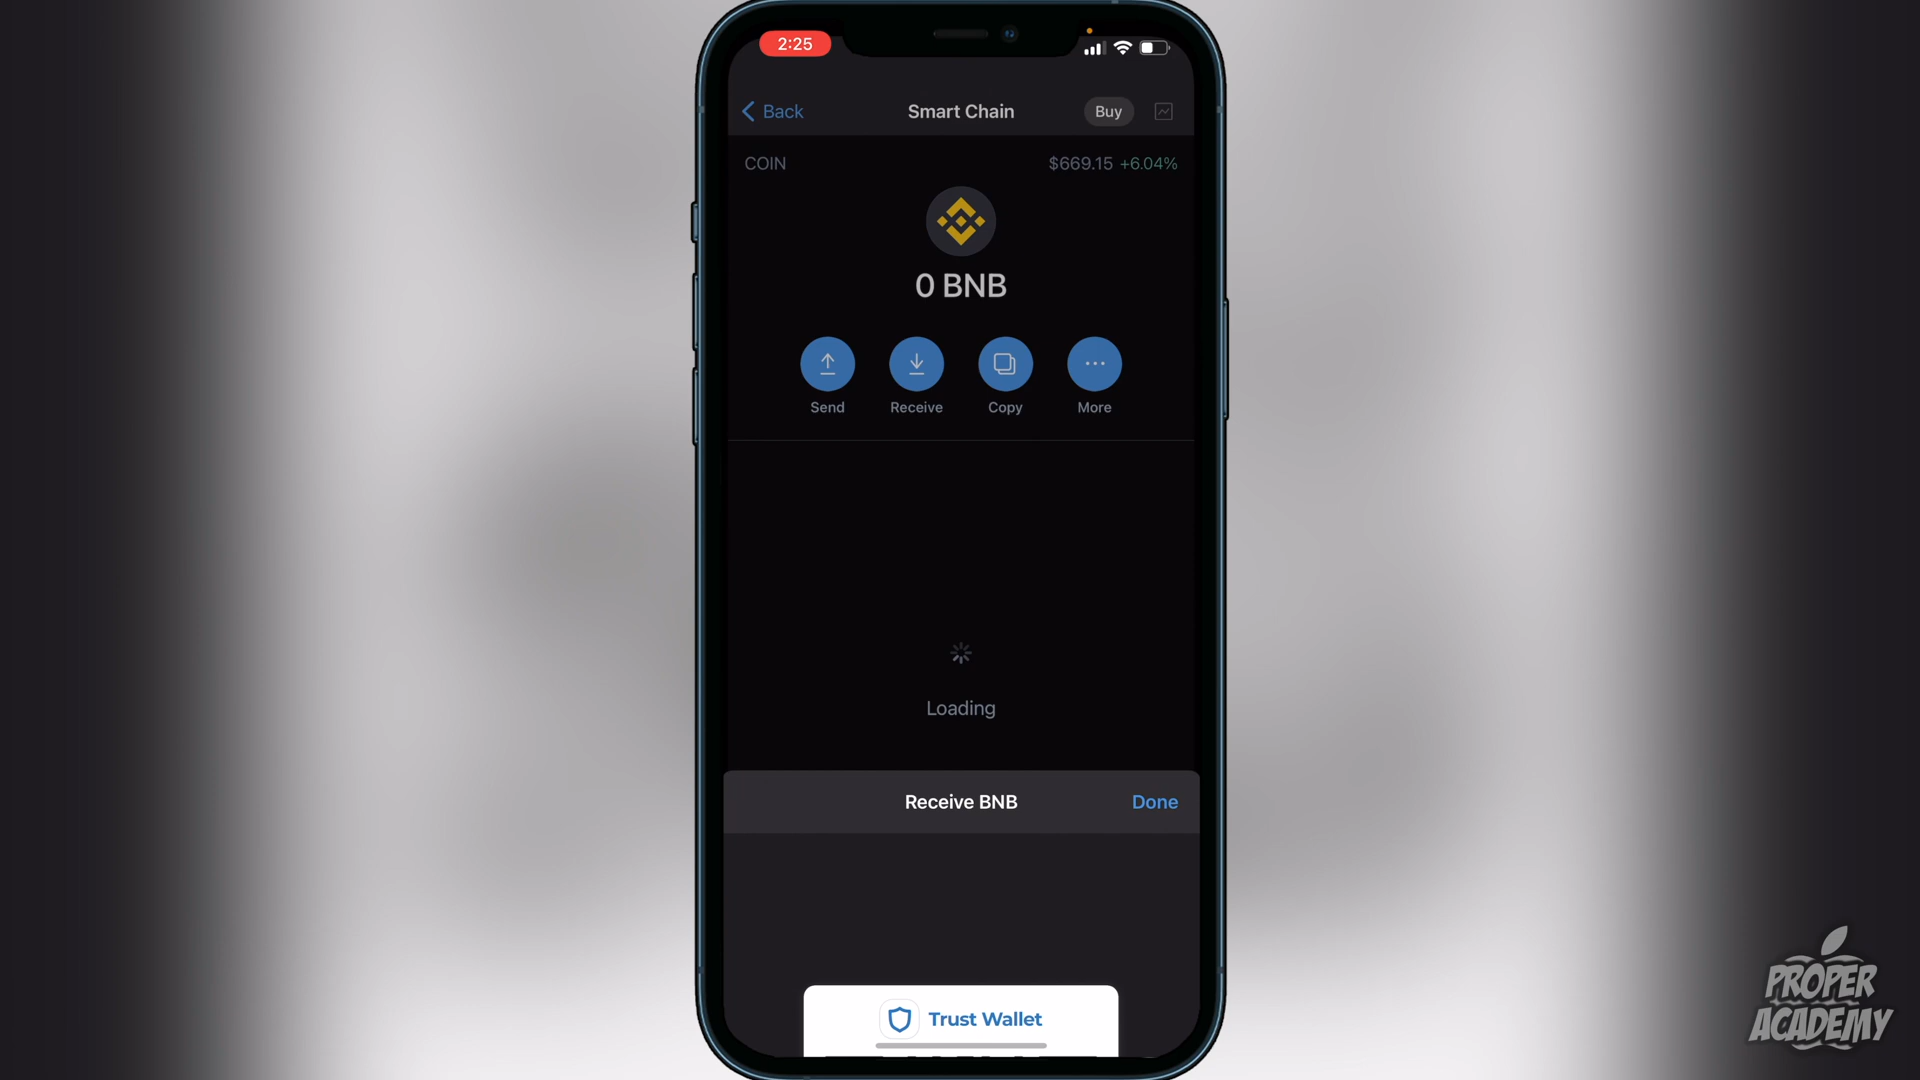 2:25
Back
Smart Chain
Buy
COIN
$669.15 +6.04%
0 BNB
Send
Receive
Copy
More
Loading
Receive BNB
Done
Trust Wallet
PROPER
ACADEMY